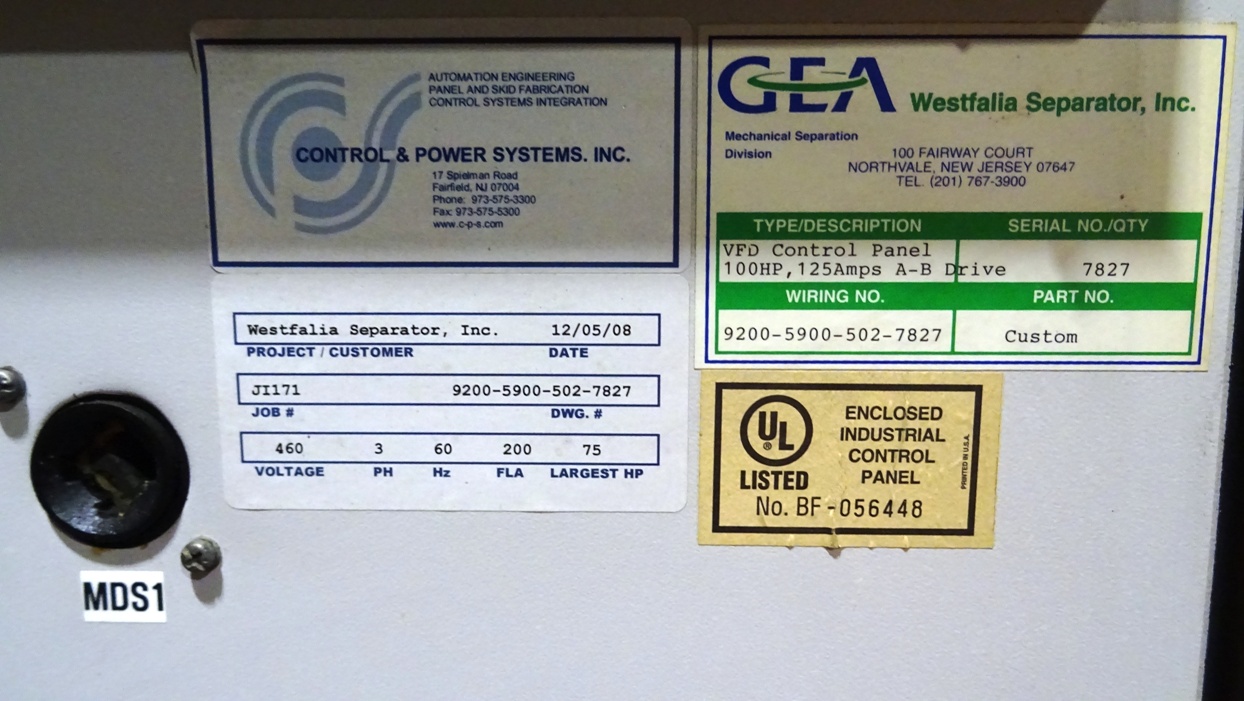 AUTOMATION ENGINEERING
PANEL AND SKID FABRICATION
CONTROL SYSTEMS INTEGRATION
CONTROL & POWER SYSTEMS. INC.
17 Spielman Road
Fairfield, NJ 07004
Phone: 973-575-3300
Fax: 973-575-5300
www.c-p-s.com
Westfalia Separator, Inc. 12/05/08
PROJECT / CUSTOMER DATE
JI171 9200-5900-502-7827
JOB # DWG. #
460 3 60 200 75
VOLTAGE PH Hz FLA LARGEST HP
GEA Westfalia Separator, Inc.
Mechanical Separation
Division
100 FAIRWAY COURT
NORTHVALE, NEW JERSEY 07647
TEL. (201) 767-3900
TYPE/DESCRIPTION SERIAL NO./QTY
VFD Control Panel
100HP,125Amps A-B Drive 7827
WIRING NO. PART NO.
9200-5900-502-7827 Custom
UL
®
LISTED
ENCLOSED
INDUSTRIAL
CONTROL
PANEL
PRINTED IN U.S.A.
No. BF-056448
MDS1